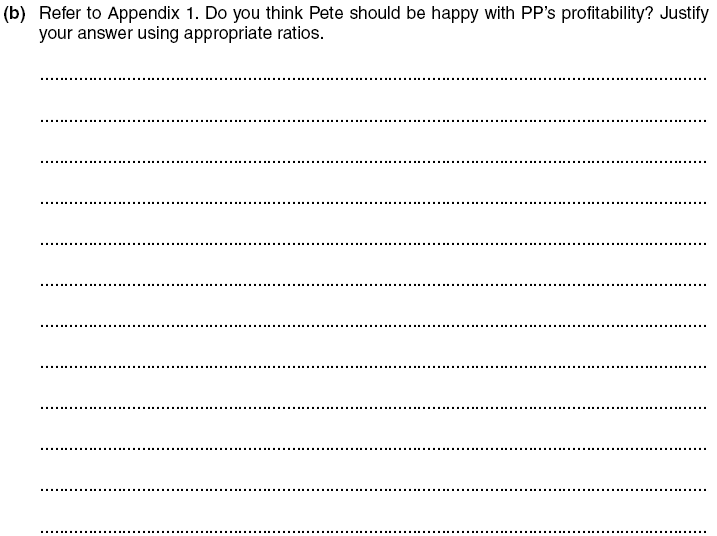 (b) Refer to Appendix 1. Do you think Pete should be happy with PP's profitability? Justify
your answer using appropriate ratios.